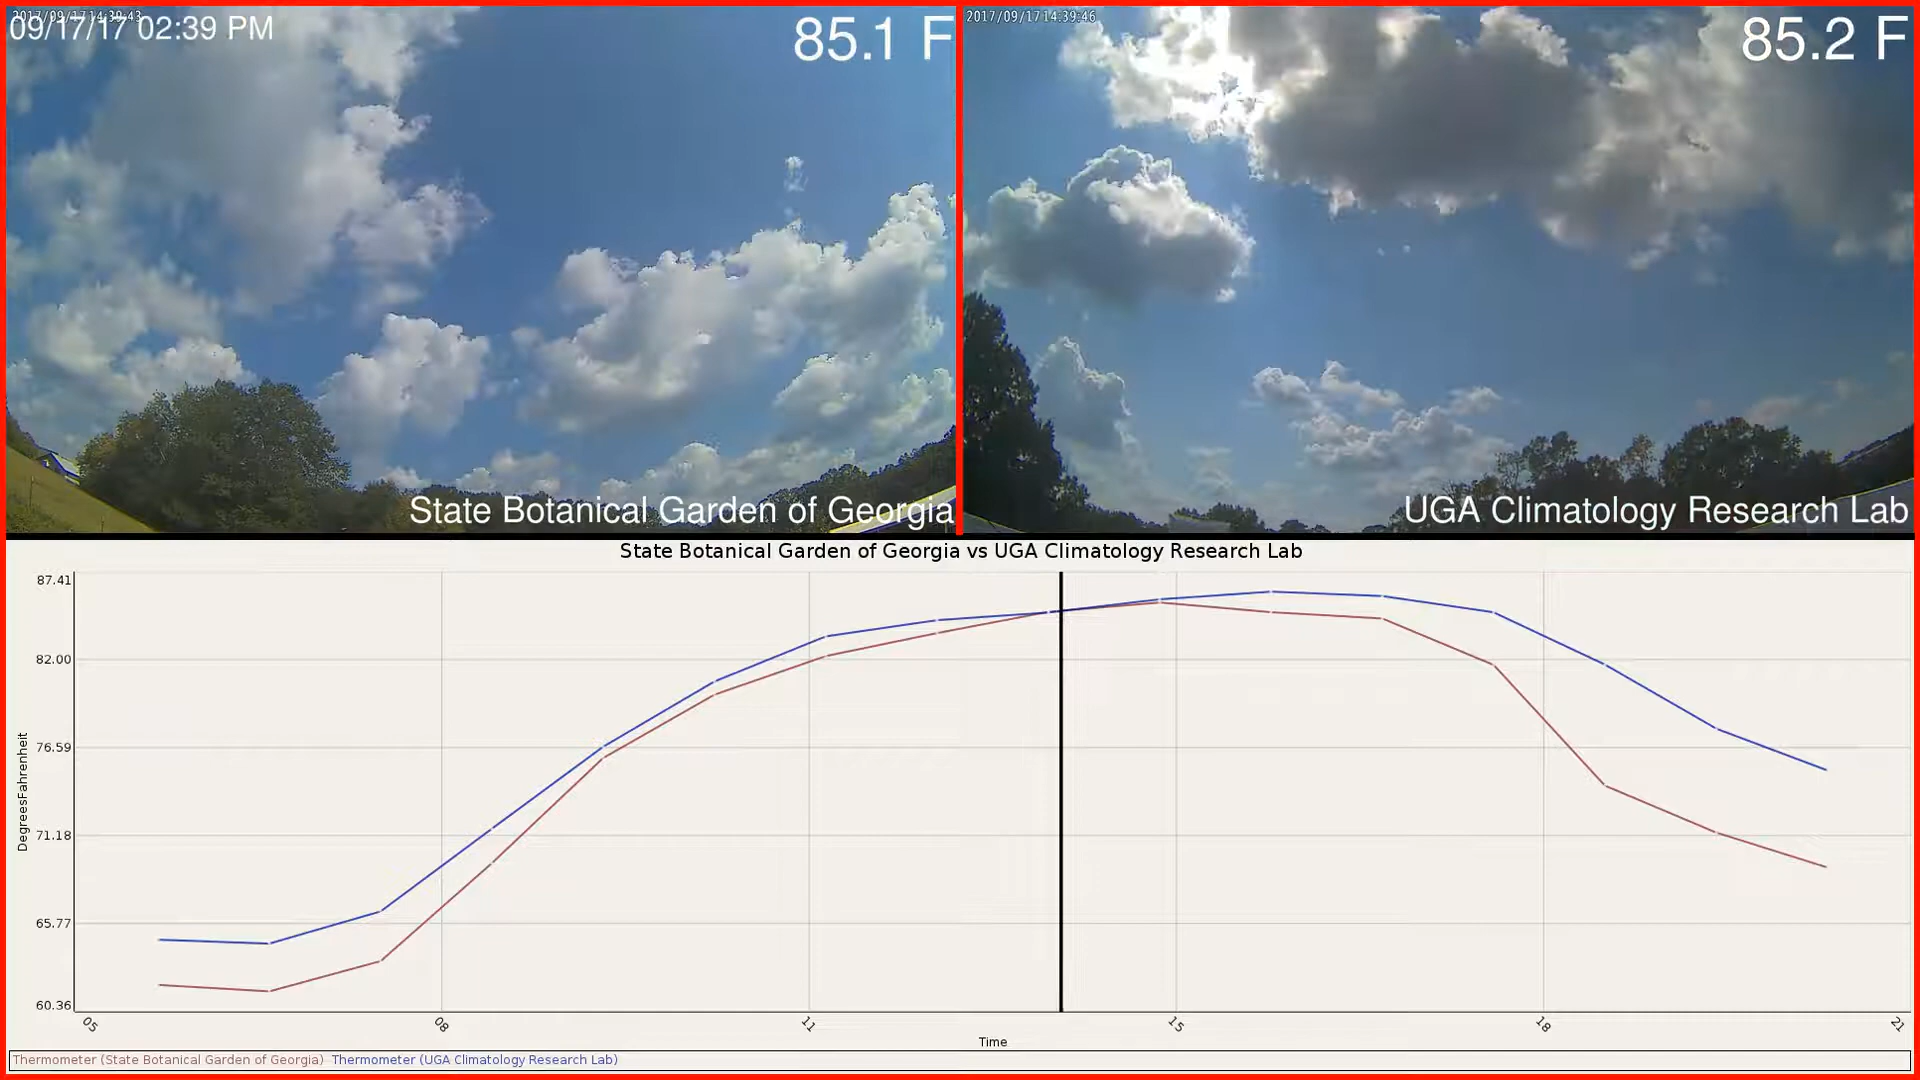 2017/09/17 14:39:43
09/17/17 02:39 PM
85.1 F
State Botanical Garden of Georgia
2017/09/17 14:39:46
85.2 F
UGA Climatology Research Lab
State Botanical Garden of Georgia vs UGA Climatology Research Lab
87.41
82.00
76.59
71.18
65.77
60.36
DegreesFahrenheit
05
08
11
15
18
21
Time
Thermometer (State Botanical Garden of Georgia) Thermometer (UGA Climatology Research Lab)